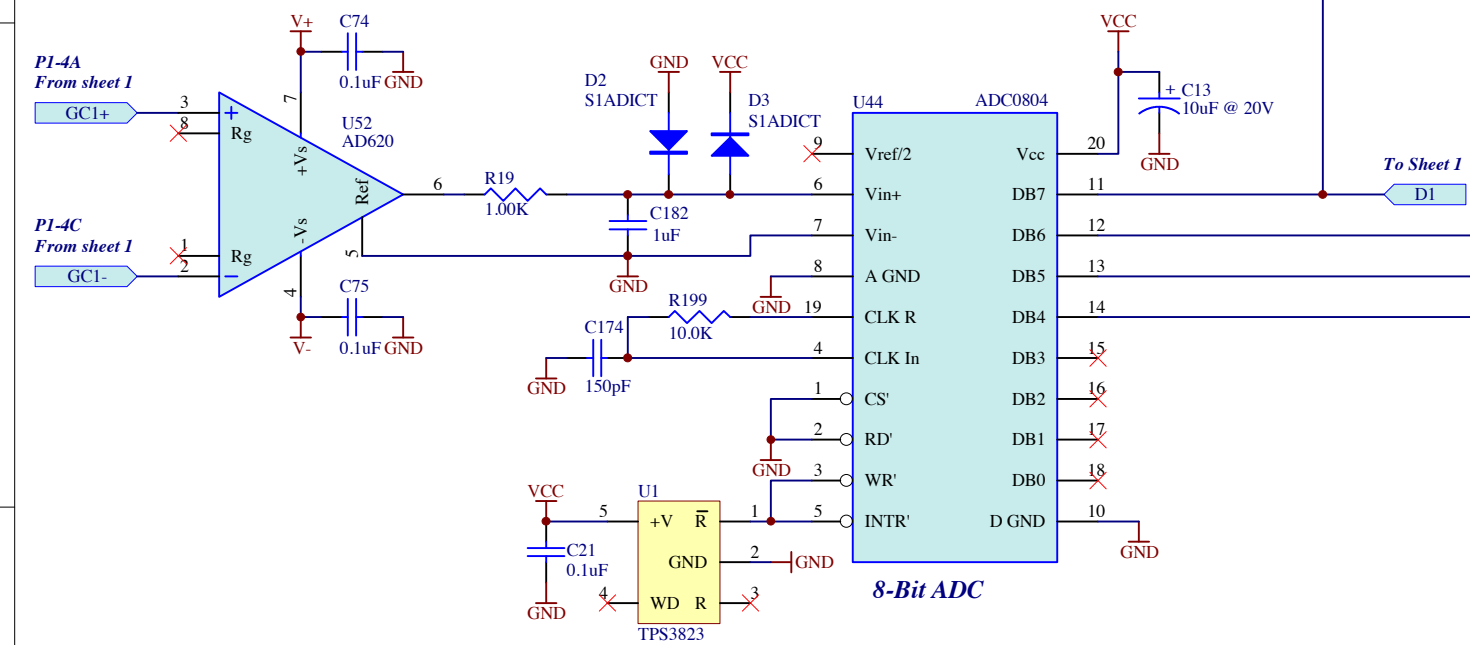 V+
C74
0.1uF
GND
P1-4A
From sheet 1
GC1+
3
8
+
Rg
7
+Vs
U52
AD620
Ref
6
5
P1-4C
From sheet 1
GC1-
1
2
Rg
−
-Vs
4
C75
0.1uF
GND
V-
R19
1.00K
C182
1uF
GND
D2
S1ADICT
GND
VCC
D3
S1ADICT
U44
ADC0804
9
Vref/2
6
Vin+
7
Vin-
8
A GND
GND
19
CLK R
4
CLK In
1
CS'
2
RD'
GND
3
WR'
5
INTR'
R199
10.0K
C174
150pF
GND
Vcc
20
DB7
11
DB6
12
DB5
13
DB4
14
DB3
15
DB2
16
DB1
17
DB0
18
D GND
10
GND
VCC
+
C13
10uF @ 20V
GND
To Sheet 1
D1
8-Bit ADC
VCC
C21
0.1uF
GND
U1
5
+V
R̅
1
GND
2
GND
4
WD
R
3
TPS3823